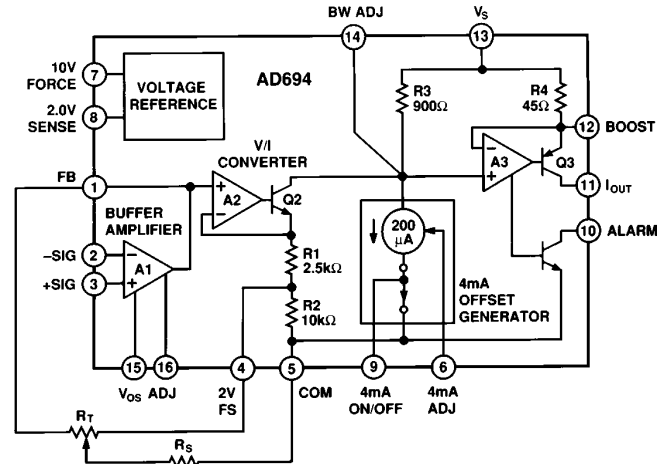 BW ADJ
VS
14
13
10V
FORCE
7
VOLTAGE
REFERENCE
AD694
R3
900Ω
R4
45Ω
2.0V
SENSE
8
12
BOOST
V/I
CONVERTER
FB
1
+
−
A2
Q2
−
+
A3
Q3
11
IOUT
BUFFER
AMPLIFIER
200
µA
10
ALARM
−SIG
2
−
A1
+SIG
3
+
R1
2.5kΩ
4mA
OFFSET
GENERATOR
R2
10kΩ
15
16
4
5
9
6
VOS
ADJ
2V
FS
COM
4mA
ON/OFF
4mA
ADJ
RT
RS